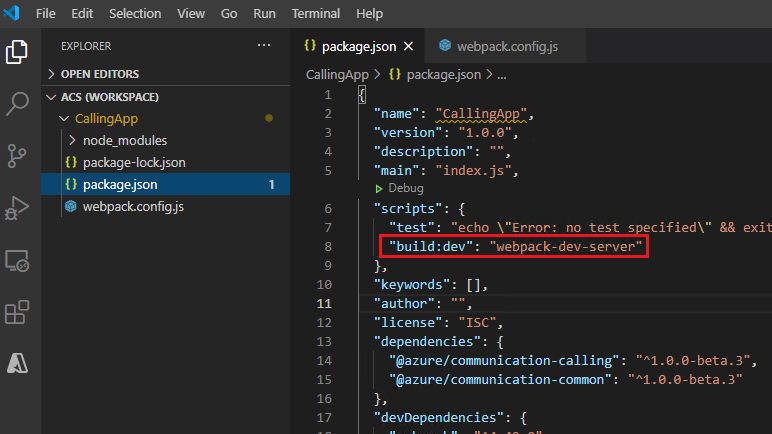 File Edit Selection View Go Run Terminal Help
EXPLORER ...
OPEN EDITORS
ACS (WORKSPACE)
CallingApp
node_modules
{} package-lock.json
{} package.json 1
webpack.config.js
{} package.json × webpack.config.js
CallingApp > {} package.json > ...
1 {
2 "name": "CallingApp",
3 "version": "1.0.0",
4 "description": "",
5 "main": "index.js",
Debug
6 "scripts": {
7 "test": "echo \"Error: no test specified\" && exit
8 "build:dev": "webpack-dev-server"
9 },
10 "keywords": [],
11 "author": "",
12 "license": "ISC",
13 "dependencies": {
14 "@azure/communication-calling": "^1.0.0-beta.3",
15 "@azure/communication-common": "^1.0.0-beta.3"
16 },
17 "devDependencies": {